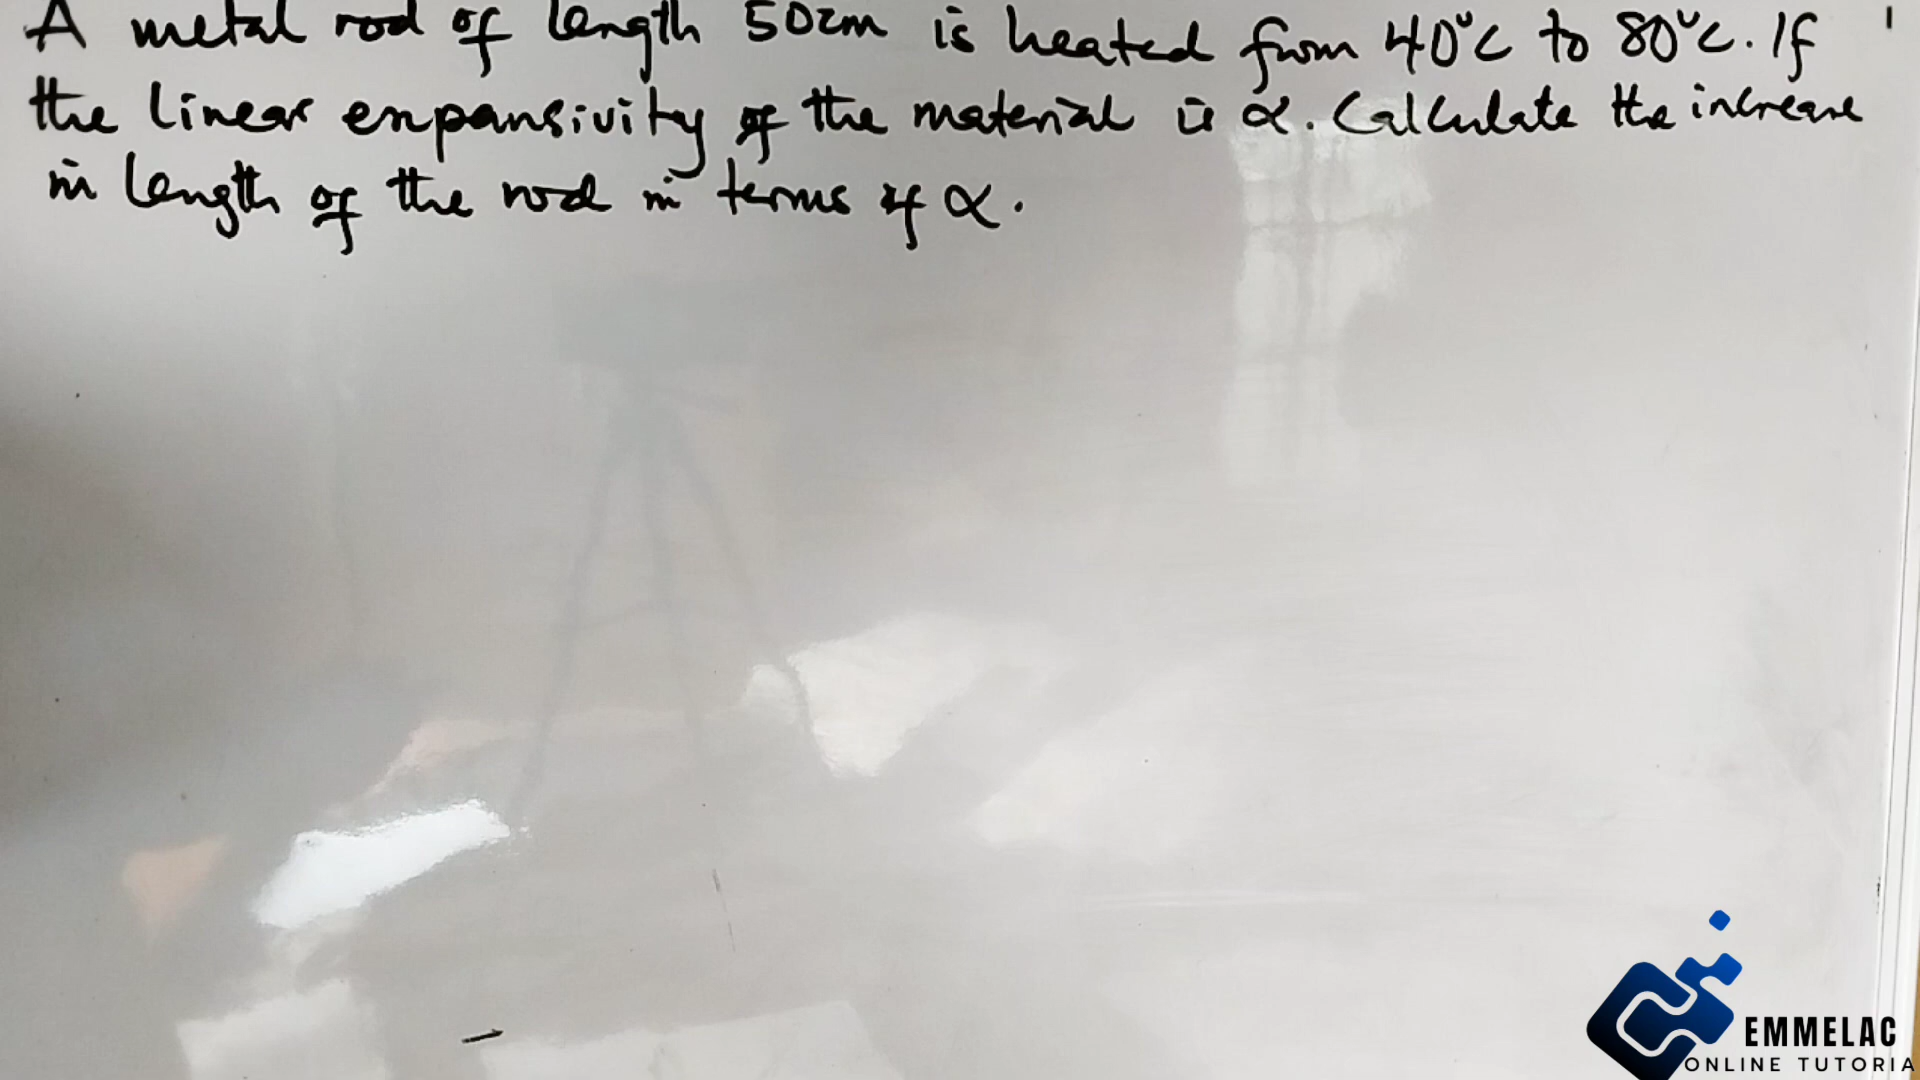 A metal rod of length 50cm is heated from 40°C to 80°C. If
the linear expansivity of the material is α. Calculate the increase
in length of the rod in terms of α.
EMMELAC
ONLINE TUTORIA